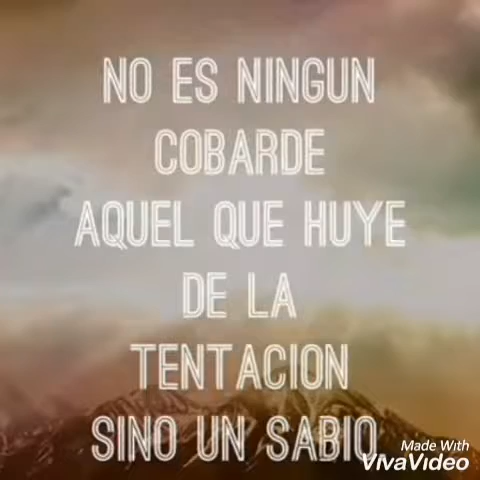 NO ES NINGUN
COBARDE
AQUEL QUE HUYE
DE LA
TENTACION
SINO UN SABIO.
Made With
VivaVideo